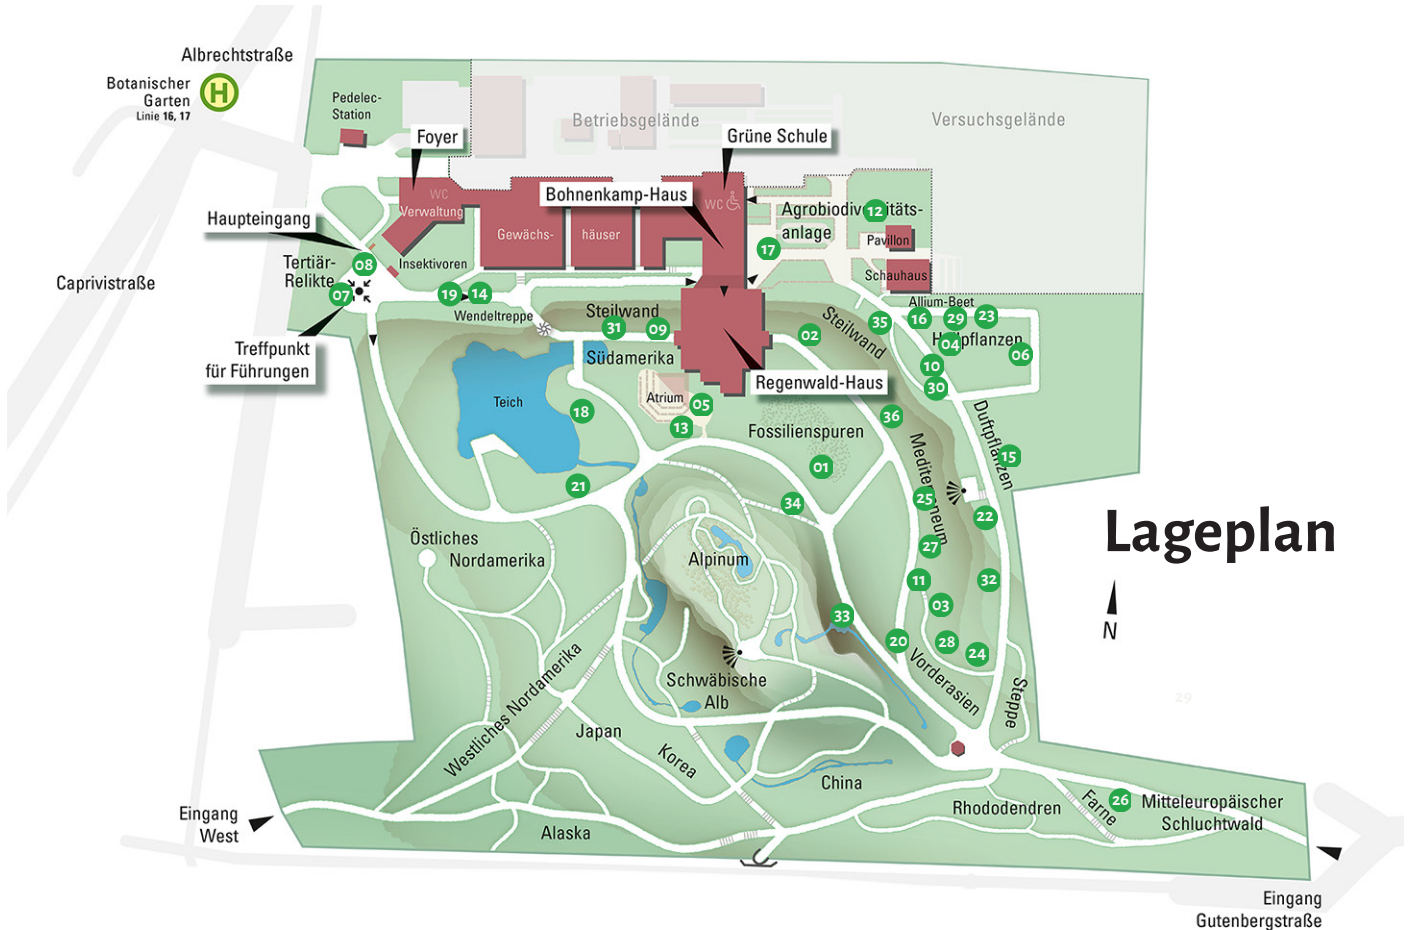 Albrechtstraße
Botanischer
Garten
Linie 16, 17
H
Pedelec-
Station
Foyer
Betriebsgelände
Grüne Schule
Versuchsgelände
WC
Verwaltung
Bohnenkamp-Haus
WC
Haupteingang
Gewächs-
häuser
Agrobiodiversitäts-
anlage
12
Pavillon
17
Schauhaus
Insektivoren
08
Tertiär-
Relikte
07
Caprivistraße
19
14
Wendeltreppe
Steilwand
31
09
Südamerika
02
Steilwand
35
Allium-Beet
16
29
23
Heilpflanzen
04
06
10
30
Treffpunkt
für Führungen
Regenwald-Haus
Teich
18
Atrium
05
13
Fossilienspuren
36
01
Duftpflanzen
15
Mediterraneum
25
22
21
34
27
Lageplan
N
Östliches
Nordamerika
Alpinum
11
32
03
33
20
28
24
Vorderasien
Steppe
Schwäbische
Alb
29
Westliches Nordamerika
Japan
Korea
China
Rhododendren
Farne
26
Mitteleuropäischer
Schluchtwald
Eingang
West
Alaska
Eingang
Gutenbergstraße